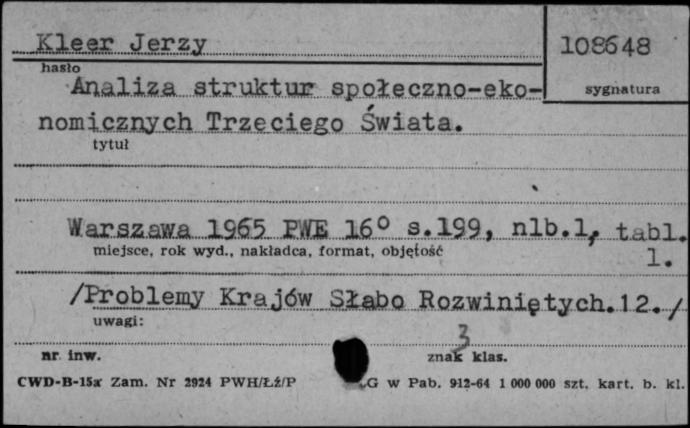 Kleer Jerzy
108648
hasło
sygnatura
Analiza struktur społeczno-eko-
nomicznych Trzeciego Świata.
tytuł
Warszawa 1965 PWE 16° s.199, nlb.1, tabl.
1.
miejsce, rok wyd., nakładca, format, objętość
/Problemy Krajów Słabo Rozwiniętych.12./
uwagi:
3
nr inw.
znak klas.
CWD-B-15a Zam. Nr 2924 PWH/Łź/P
G w Pab. 912-64 1 000 000 szt. kart. b. kl.